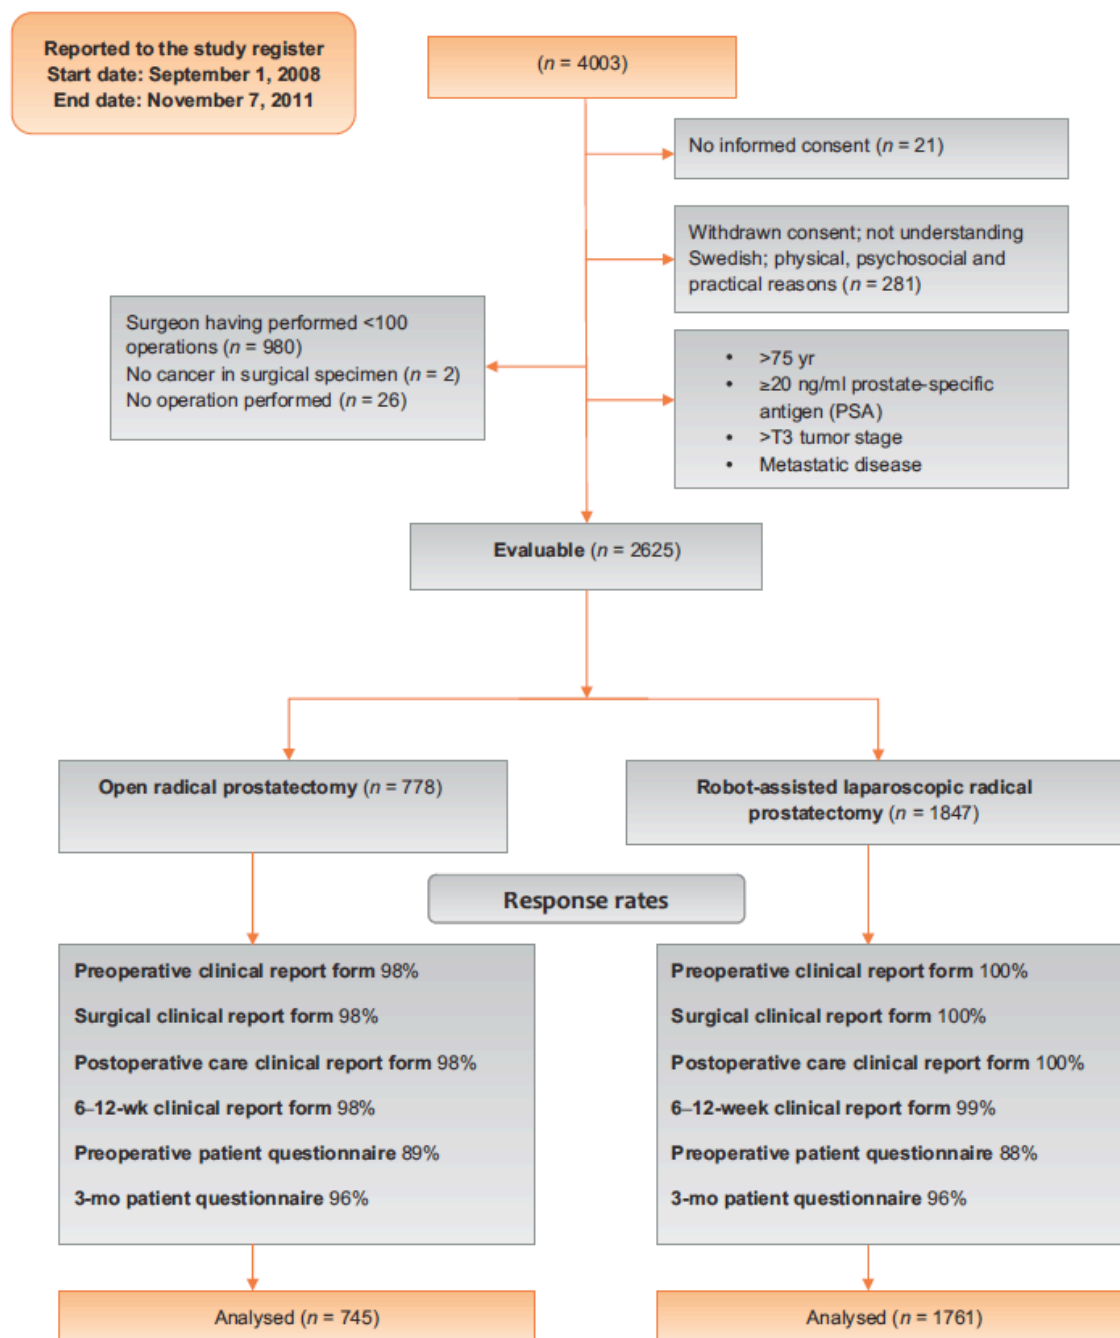 Reported to the study register
Start date: September 1, 2008
End date: November 7, 2011
(n = 4003)
No informed consent (n = 21)
Withdrawn consent; not understanding
Swedish; physical, psychosocial and
practical reasons (n = 281)
Surgeon having performed <100
operations (n = 980)
No cancer in surgical specimen (n = 2)
No operation performed (n = 26)
• >75 yr
• ≥20 ng/ml prostate-specific
antigen (PSA)
• >T3 tumor stage
• Metastatic disease
Evaluable (n = 2625)
Open radical prostatectomy (n = 778)
Robot-assisted laparoscopic radical
prostatectomy (n = 1847)
Response rates
Preoperative clinical report form 98%
Surgical clinical report form 98%
Postoperative care clinical report form 98%
6–12-wk clinical report form 98%
Preoperative patient questionnaire 89%
3-mo patient questionnaire 96%
Preoperative clinical report form 100%
Surgical clinical report form 100%
Postoperative care clinical report form 100%
6–12-week clinical report form 99%
Preoperative patient questionnaire 88%
3-mo patient questionnaire 96%
Analysed (n = 745)
Analysed (n = 1761)